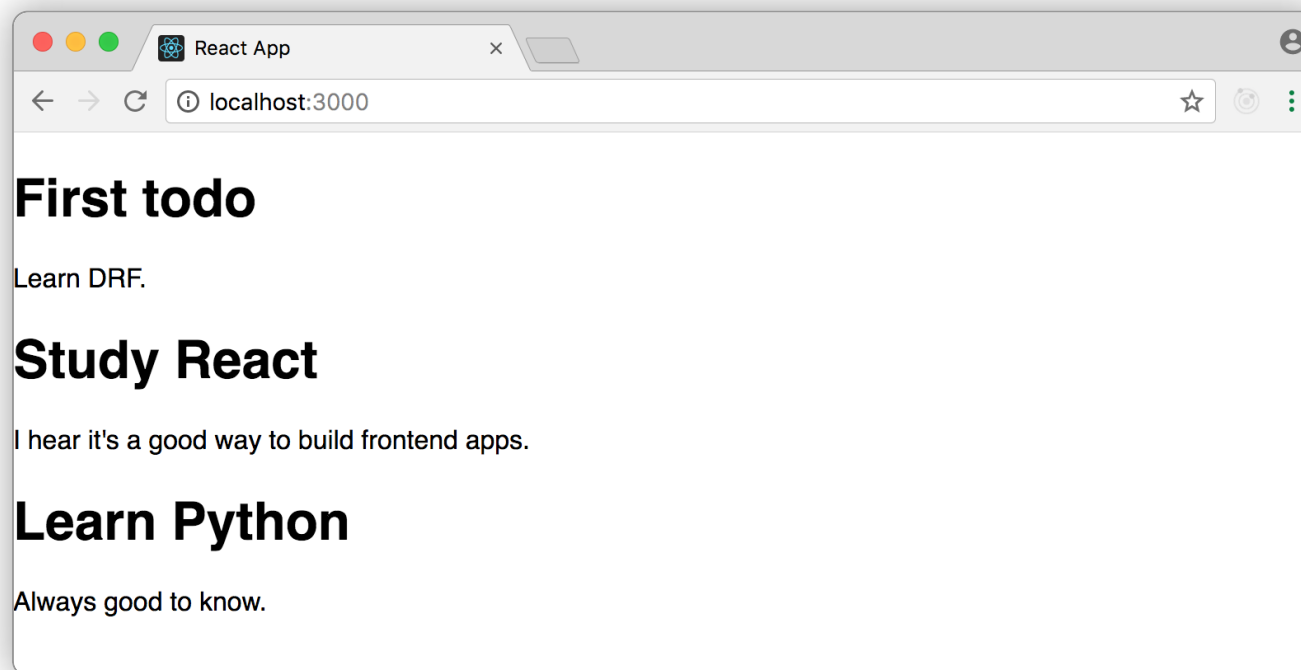 React App
localhost:3000
First todo
Learn DRF.
Study React
I hear it's a good way to build frontend apps.
Learn Python
Always good to know.